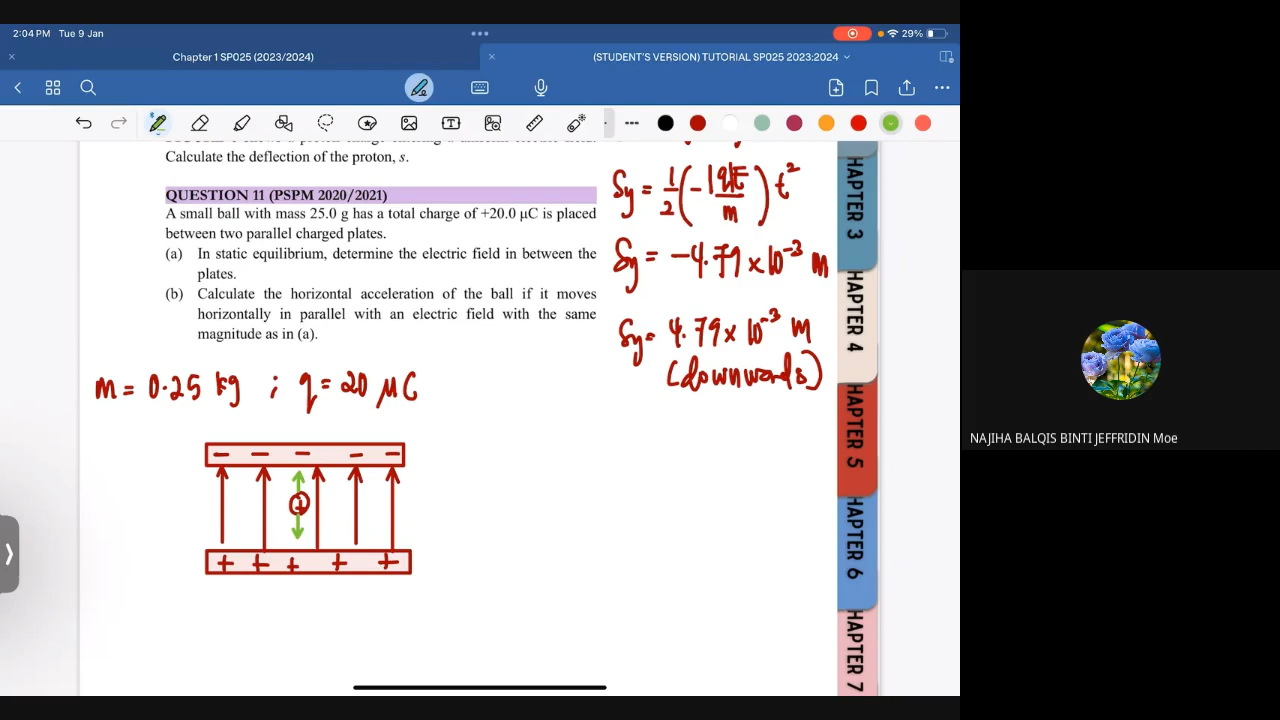 2:04 PM Tue 9 Jan
29%
Chapter 1 SP025 (2023/2024)
(STUDENT'S VERSION) TUTORIAL SP025 2023:2024
Calculate the deflection of the proton, s.
QUESTION 11 (PSPM 2020/2021)
A small ball with mass 25.0 g has a total charge of +20.0 μC is placed
between two parallel charged plates.
(a) In static equilibrium, determine the electric field in between the
plates.
(b) Calculate the horizontal acceleration of the ball if it moves
horizontally in parallel with an electric field with the same
magnitude as in (a).
m = 0.25 kg ; q = 20 μC
- - - - -
+
+ + + + +
Sy = 1/2 (-|q|E/m) t²
Sy = -4.79 × 10⁻³ m
Sy = 4.79 × 10⁻³ m
(downwards)
HAPTER 3
HAPTER 4
HAPTER 5
HAPTER 6
HAPTER 7
NAJIHA BALQIS BINTI JEFFRIDIN Moe